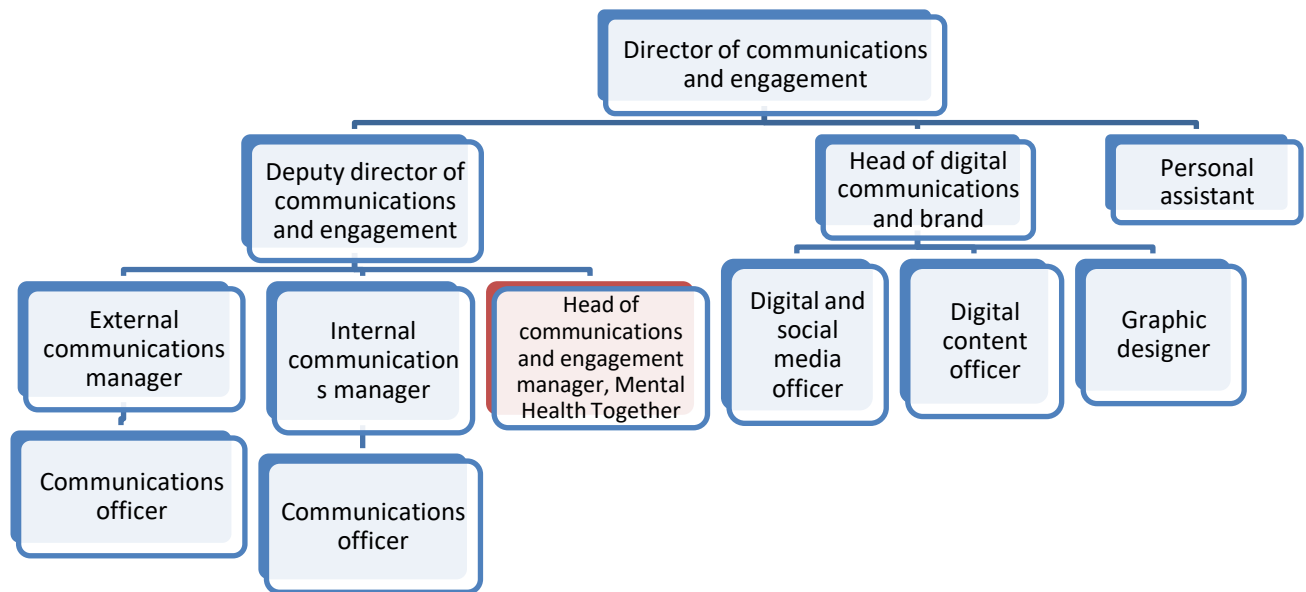 Director of communications
and engagement
Deputy director of
communications
and engagement
Head of digital
communications
and brand
Personal
assistant
External
communications
manager
Internal
communication
s manager
Head of
communications
and engagement
manager, Mental
Health Together
Digital and
social
media
officer
Digital
content
officer
Graphic
designer
Communications
officer
Communications
officer